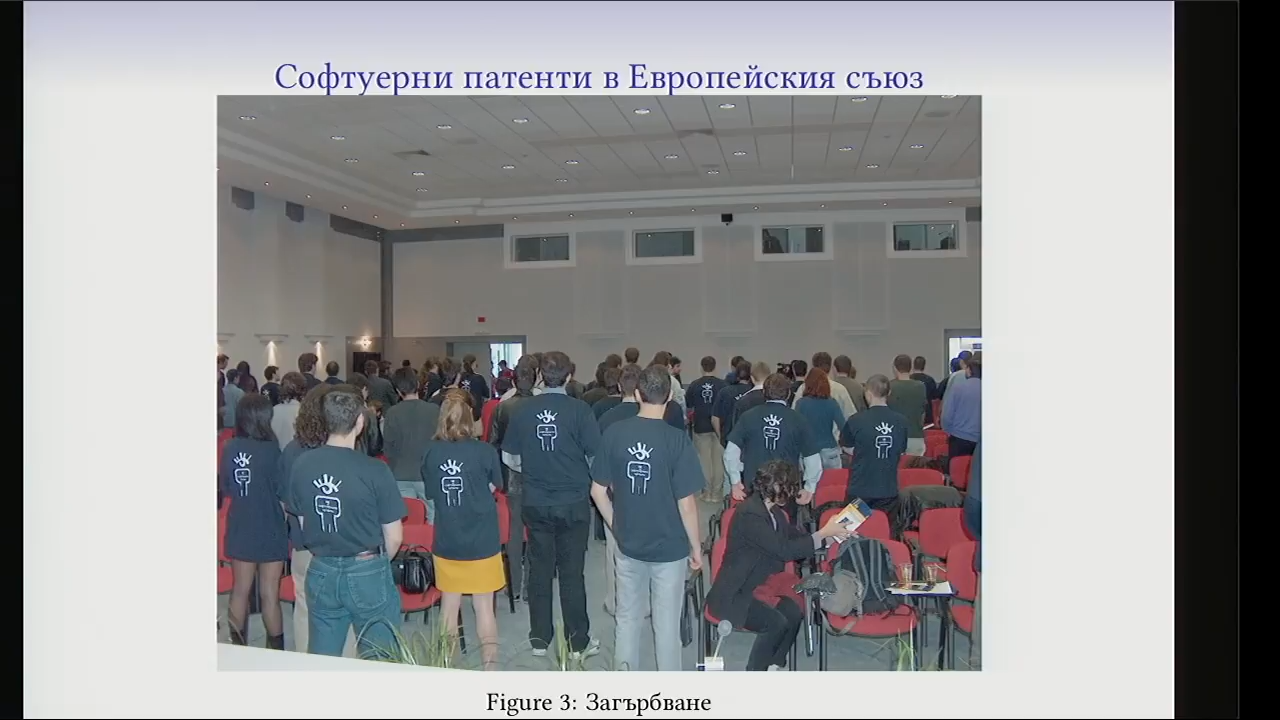 Софтуерни патенти в Европейския съюз
Figure 3: Загърбване